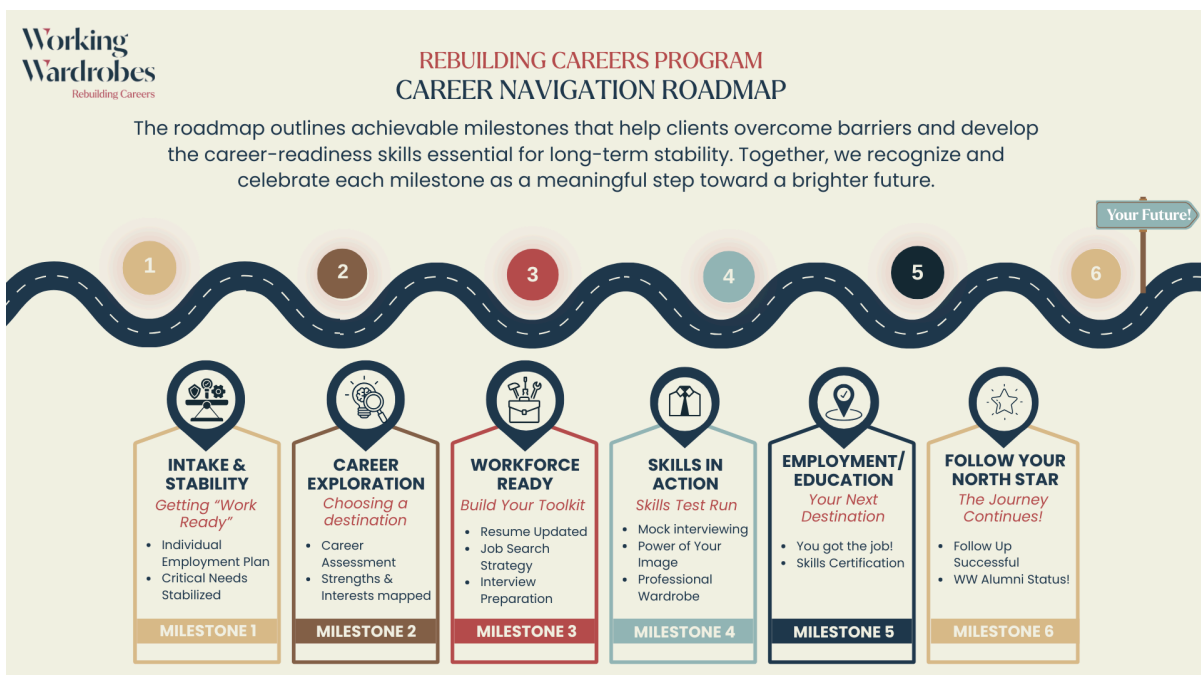 Working
Wardrobes
Rebuilding Careers
REBUILDING CAREERS PROGRAM
CAREER NAVIGATION ROADMAP
The roadmap outlines achievable milestones that help clients overcome barriers and develop
the career-readiness skills essential for long-term stability. Together, we recognize and
celebrate each milestone as a meaningful step toward a brighter future.
Your Future!
1
2
3
4
5
6
INTAKE &
STABILITY
Getting "Work
Ready"
• Individual
Employment Plan
• Critical Needs
Stabilized
MILESTONE 1
CAREER
EXPLORATION
Choosing a
destination
• Career
Assessment
• Strengths &
Interests mapped
MILESTONE 2
WORKFORCE
READY
Build Your Toolkit
• Resume Updated
• Job Search
Strategy
• Interview
Preparation
MILESTONE 3
SKILLS IN
ACTION
Skills Test Run
• Mock interviewing
• Power of Your
Image
• Professional
Wardrobe
MILESTONE 4
EMPLOYMENT/
EDUCATION
Your Next
Destination
• You got the job!
• Skills Certification
MILESTONE 5
FOLLOW YOUR
NORTH STAR
The Journey
Continues!
• Follow Up
Successful
• WW Alumni Status!
MILESTONE 6